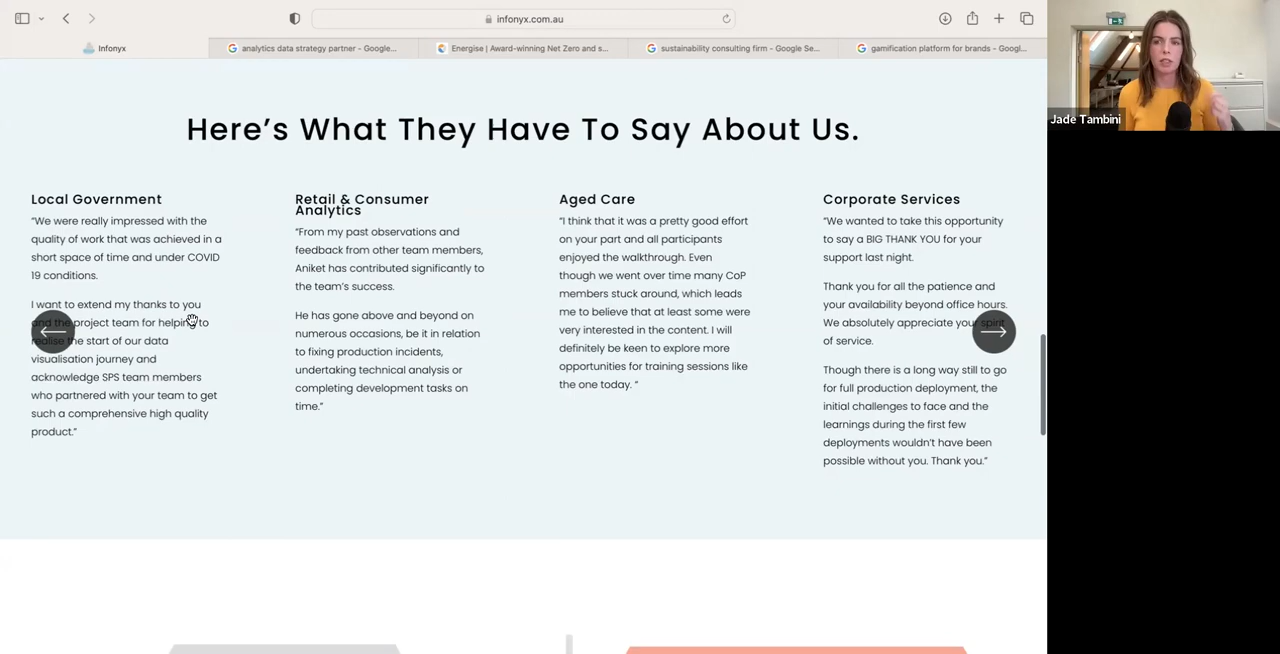 infonyx.com.au
Infonyx
analytics data strategy partner - Google...
Energise | Award-winning Net Zero and s...
sustainability consulting firm - Google Se...
gamification platform for brands - Googl...
Jade Tambini
Here's What They Have To Say About Us.
Local Government
"We were really impressed with the
quality of work that was achieved in a
short space of time and under COVID
19 conditions.
I want to extend my thanks to you
and the project team for helping to
realise the start of our data
visualisation journey and
acknowledge SPS team members
who partnered with your team to get
such a comprehensive high quality
product."
Retail & Consumer
Analytics
"From my past observations and
feedback from other team members,
Aniket has contributed significantly to
the team's success.
He has gone above and beyond on
numerous occasions, be it in relation
to fixing production incidents,
undertaking technical analysis or
completing development tasks on
time."
Aged Care
"I think that it was a pretty good effort
on your part and all participants
enjoyed the walkthrough. Even
though we went over time many CoP
members stuck around, which leads
me to believe that at least some were
very interested in the content. I will
definitely be keen to explore more
opportunities for training sessions like
the one today. "
Corporate Services
"We wanted to take this opportunity
to say a BIG THANK YOU for your
support last night.
Thank you for all the patience and
your availability beyond office hours.
We absolutely appreciate your spirit
of service.
Though there is a long way still to go
for full production deployment, the
initial challenges to face and the
learnings during the first few
deployments wouldn't have been
possible without you. Thank you."